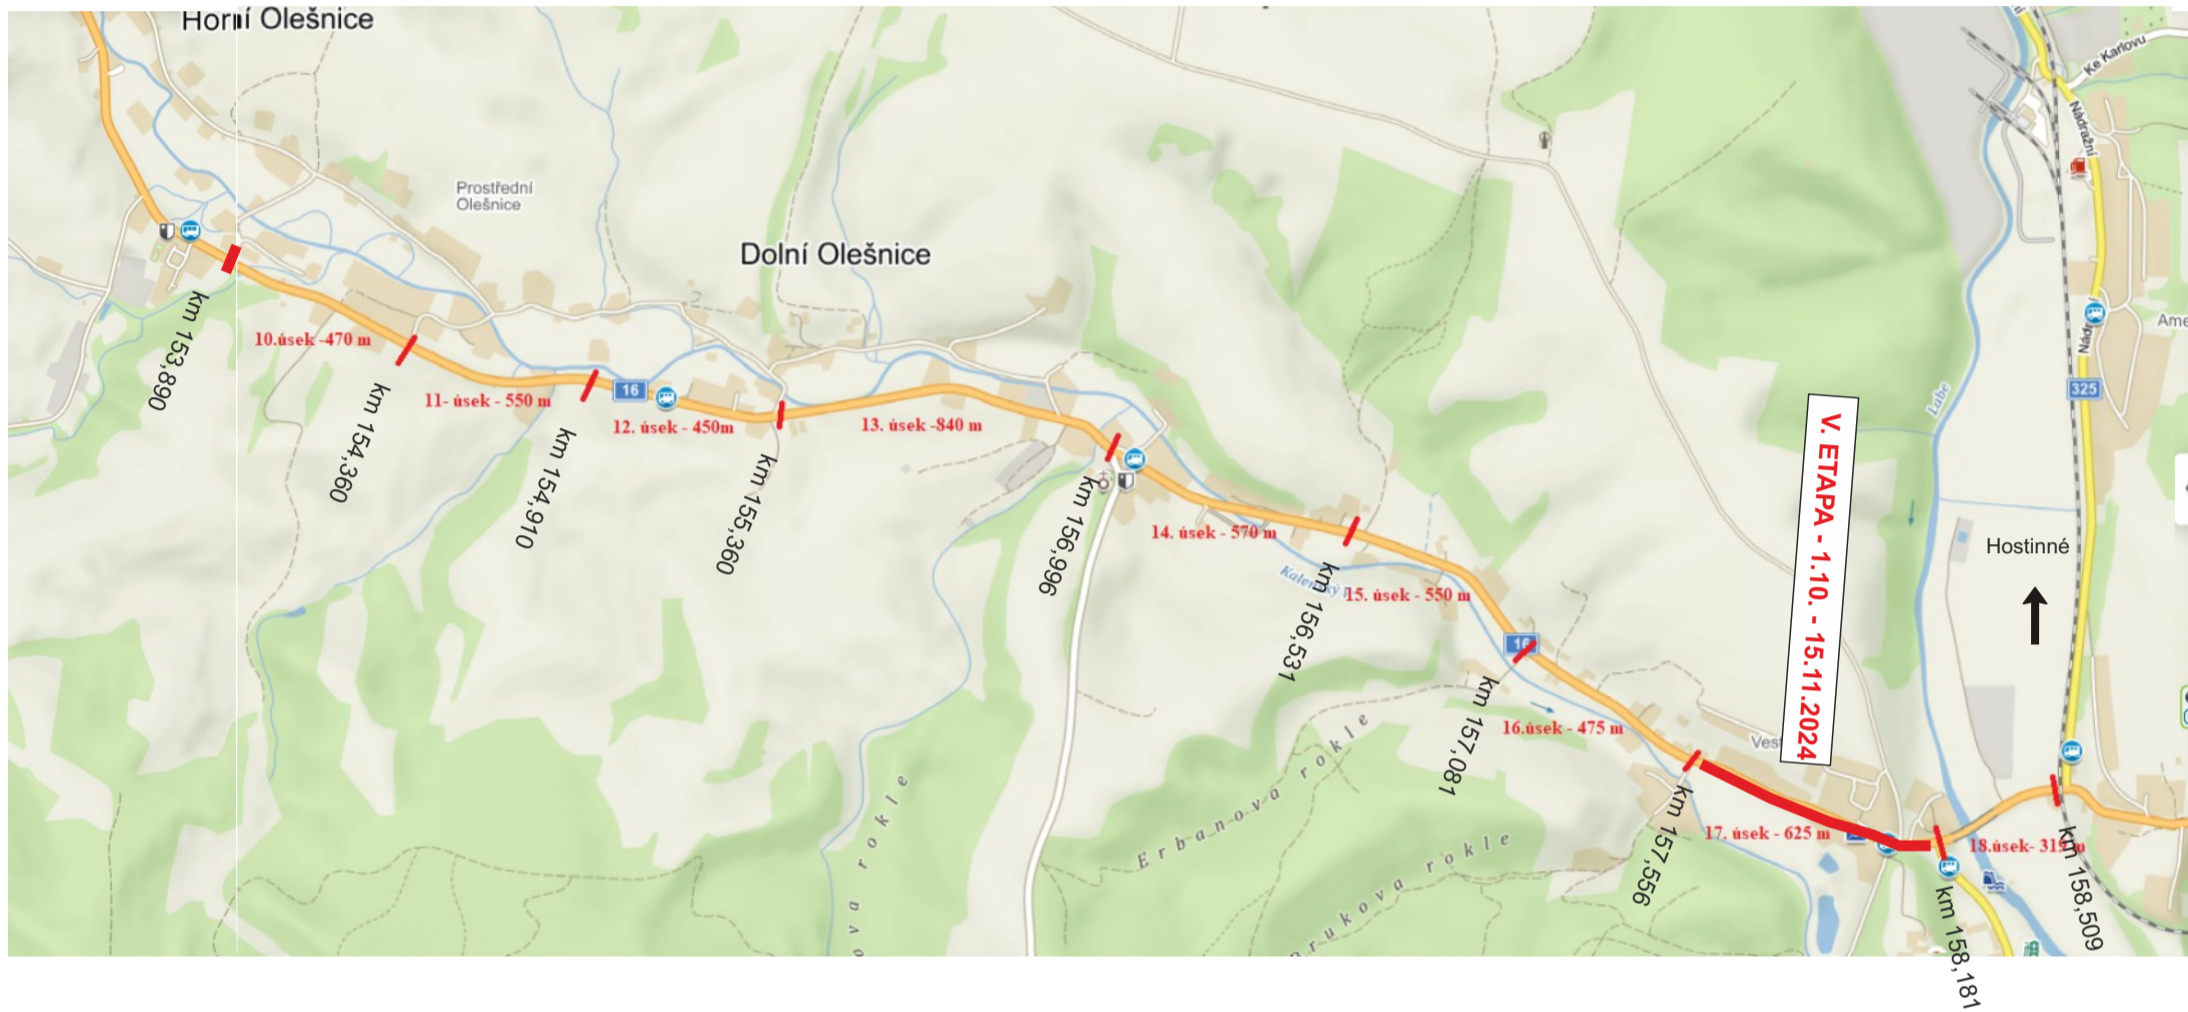 Horní Olešnice
Ke Karlovu
Nádražní
Prostřední
Olešnice
Dolní Olešnice
km 153,890
10.úsek -470 m
km 154,360
11- úsek - 550 m
16
km 154,910
12. úsek - 450m
km 155,360
13. úsek -840 m
km 156,996
14. úsek - 570 m
km 156,531
15. úsek - 550 m
16
km 157,081
16.úsek - 475 m
km 157,556
V. ETAPA - 1.10. - 15.11.2024
17. úsek - 625 m
km 158,181
18.úsek-
km 158,509
Labe
325
Hostinné
Erbanova rokle
rokle